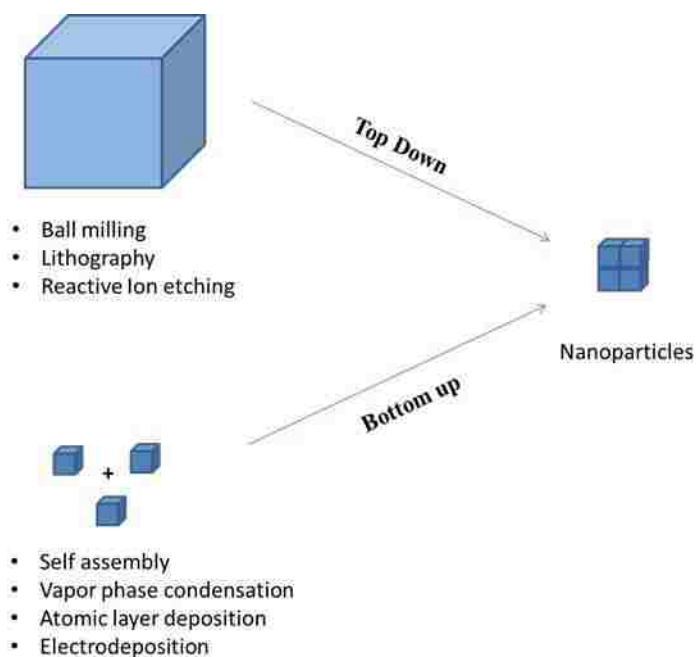 Top Down
• Ball milling
• Lithography
• Reactive Ion etching
Nanoparticles
Bottom up
+
• Self assembly
• Vapor phase condensation
• Atomic layer deposition
• Electrodeposition